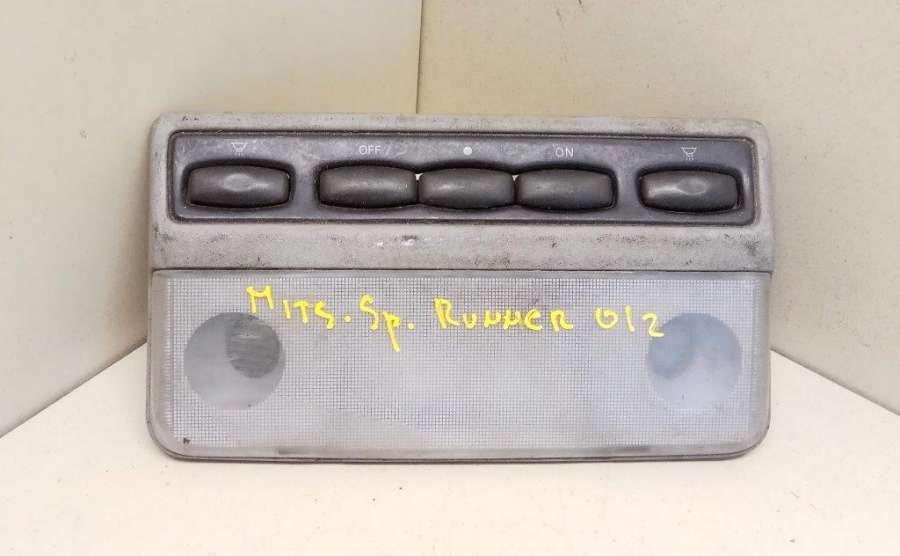 OFF ON
MITS. Sp. RUNNER 012